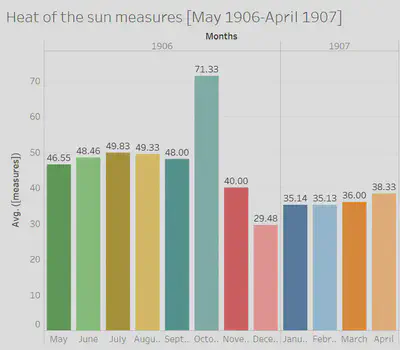 Heat of the sun measures [May 1906-April 1907]
Months
1906 1907
Avg. ([measures])
70
60
50
40
30
20
10
0
46.55 48.46 49.83 49.33 48.00 71.33 40.00 29.48 35.14 35.13 36.00 38.33
May June July Augu.. Sept.. Octo.. Nove.. Dece.. Janu.. Febr.. March April